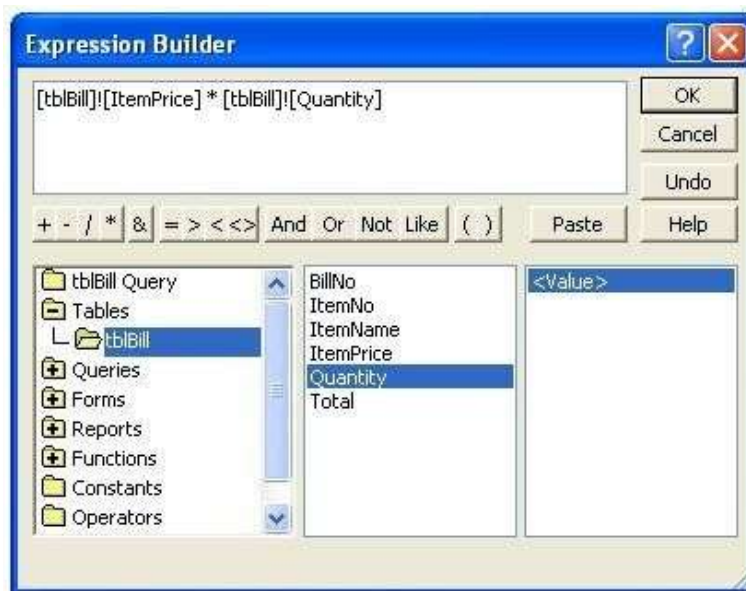 Expression Builder
[tblBill]![ItemPrice] * [tblBill]![Quantity]
OK
Cancel
Undo
+ - / * & = > < <> And Or Not Like ( ) Paste Help
tblBill Query
Tables
tblBill
Queries
Forms
Reports
Functions
Constants
Operators
BillNo
ItemNo
ItemName
ItemPrice
Quantity
Total
<Value>